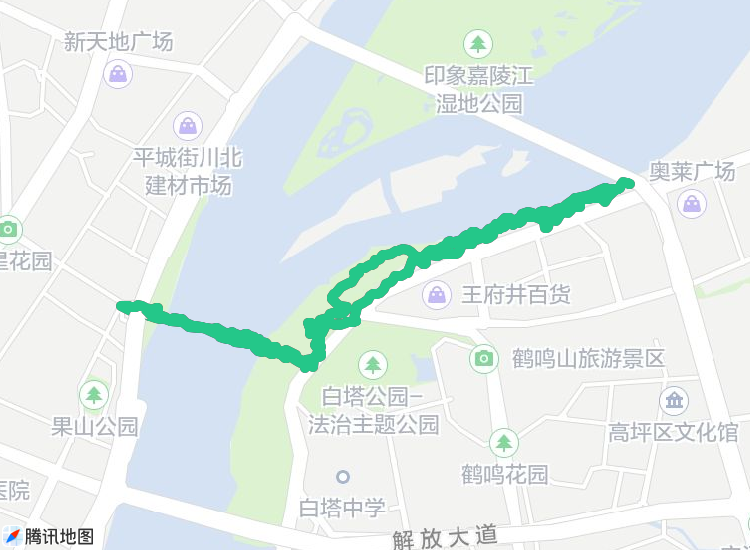 新天地广场
印象嘉陵江
湿地公园
平城街川北
建材市场
奥莱广场
星花园
王府井百货
鹤鸣山旅游景区
白塔公园–
法治主题公园
果山公园
高坪区文化馆
鹤鸣花园
医院
白塔中学
解放大道
腾讯地图